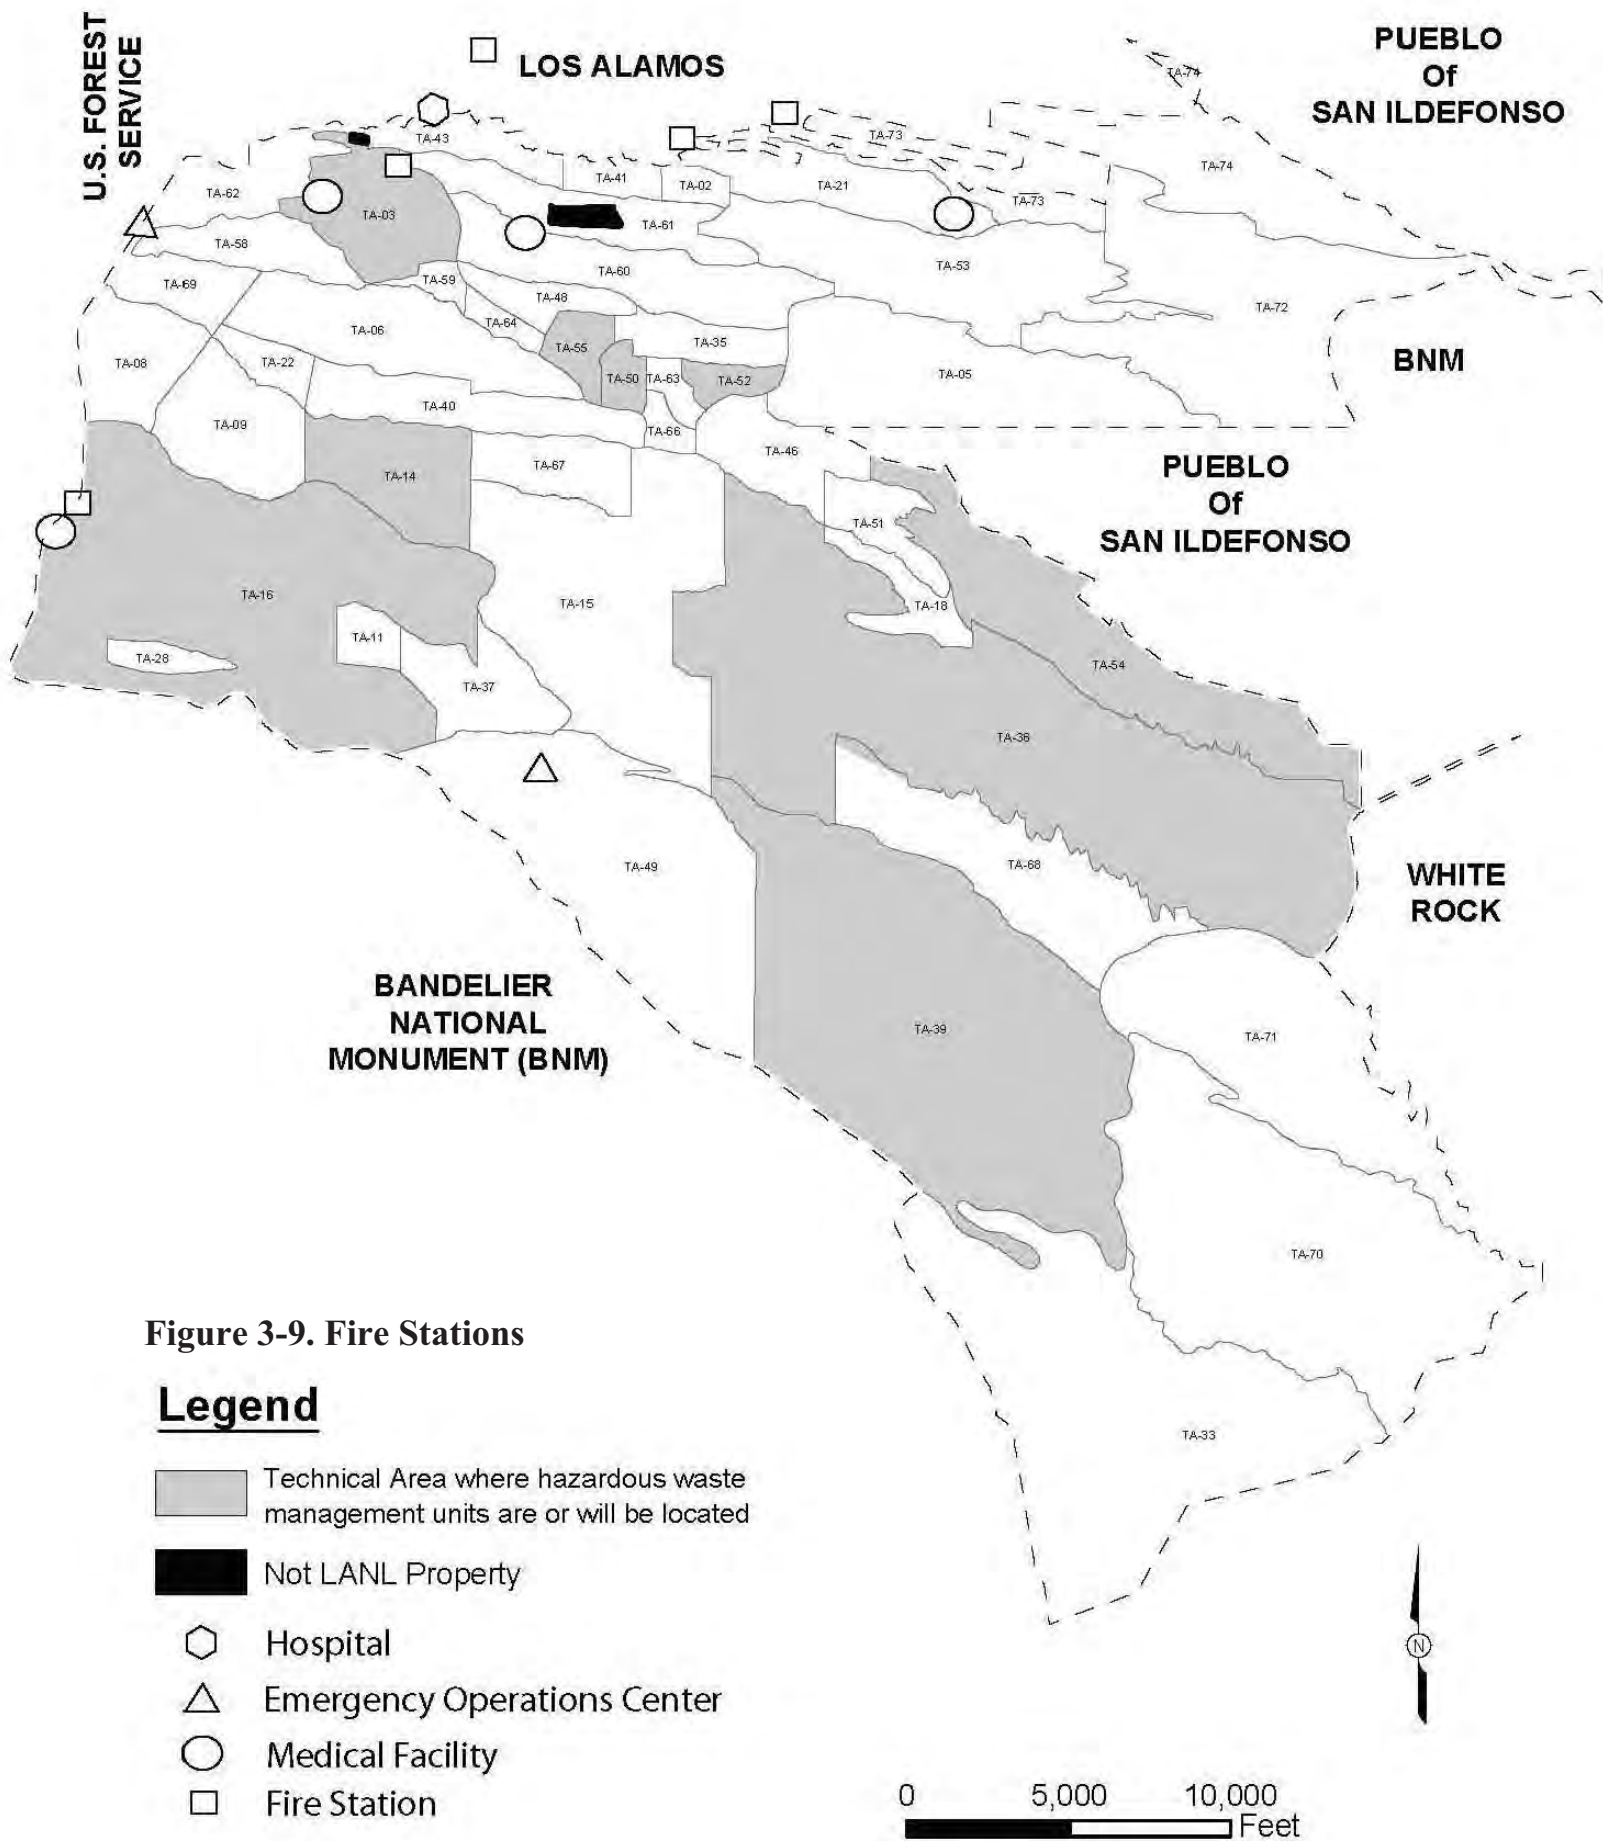 U.S. FOREST
SERVICE
LOS ALAMOS
PUEBLO
Of
SAN ILDEFONSO
TA-74
TA-43
TA-73
TA-74
TA-41
TA-02
TA-21
TA-62
TA-73
TA-03
TA-61
TA-58
TA-53
TA-60
TA-59
TA-69
TA-48
TA-72
TA-64
TA-06
TA-35
TA-55
BNM
TA-08
TA-22
TA-50
TA-63
TA-52
TA-05
TA-40
TA-09
TA-66
TA-46
TA-67
TA-14
PUEBLO
Of
SAN ILDEFONSO
TA-51
TA-16
TA-15
TA-18
TA-11
TA-28
TA-54
TA-37
TA-36
TA-49
TA-68
WHITE
ROCK
BANDELIER
NATIONAL
MONUMENT (BNM)
TA-39
TA-71
TA-70
TA-33
Figure 3-9. Fire Stations
Legend
Technical Area where hazardous waste
management units are or will be located
Not LANL Property
Hospital
Emergency Operations Center
Medical Facility
Fire Station
N
0 5,000 10,000
Feet